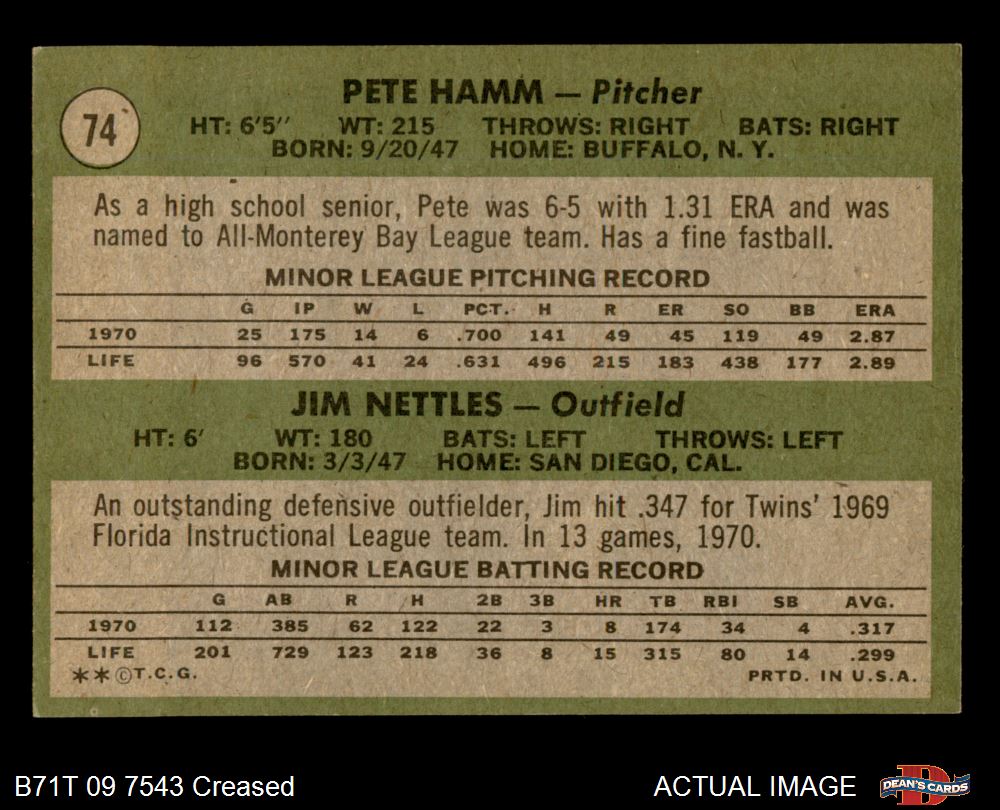 74
PETE HAMM — Pitcher
HT: 6'5" WT: 215 THROWS: RIGHT BATS: RIGHT
BORN: 9/20/47 HOME: BUFFALO, N. Y.
As a high school senior, Pete was 6-5 with 1.31 ERA and was
named to All-Monterey Bay League team. Has a fine fastball.
MINOR LEAGUE PITCHING RECORD
G IP W L PCT. H R ER SO BB ERA
1970 25 175 14 6 .700 141 49 45 119 49 2.87
LIFE 96 570 41 24 .631 496 215 183 438 177 2.89
JIM NETTLES — Outfield
HT: 6' WT: 180 BATS: LEFT THROWS: LEFT
BORN: 3/3/47 HOME: SAN DIEGO, CAL.
An outstanding defensive outfielder, Jim hit .347 for Twins' 1969
Florida Instructional League team. In 13 games, 1970.
MINOR LEAGUE BATTING RECORD
G AB R H 2B 3B HR TB RBI SB AVG.
1970 112 385 62 122 22 3 8 174 34 4 .317
LIFE 201 729 123 218 36 8 15 315 80 14 .299
**©T.C.G. PRTD. IN U.S.A.
B71T 09 7543 Creased ACTUAL IMAGE DEAN'S CARDS